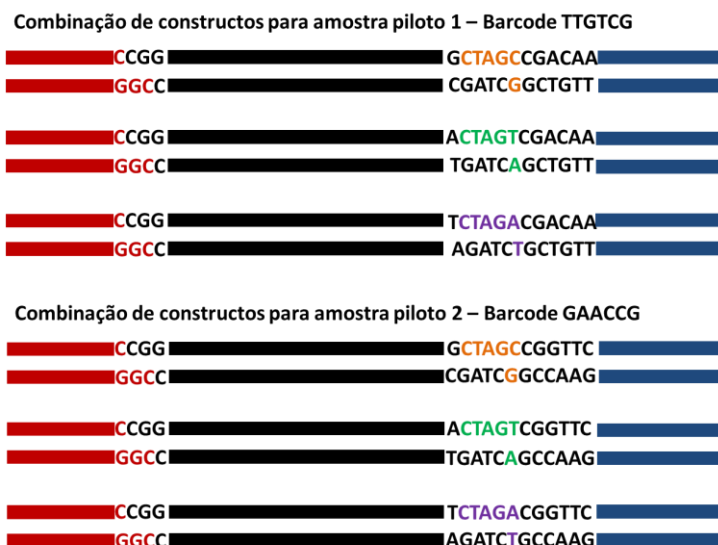 Combinação de constructos para amostra piloto 1 – Barcode TTGTCG
CCGG GCTAGCCGACAA
GGCC CGATCGGCTGTT
CCGG ACTAGTCGACAA
GGCC TGATCAGCTGTT
CCGG TCTAGACGACAA
GGCC AGATCTGCTGTT
Combinação de constructos para amostra piloto 2 – Barcode GAACCG
CCGG GCTAGCCGGTTC
GGCC CGATCGGCCAAG
CCGG ACTAGTCGGTTC
GGCC TGATCAGCCAAG
CCGG TCTAGACGGTTC
GGCC AGATCTGCCAAG